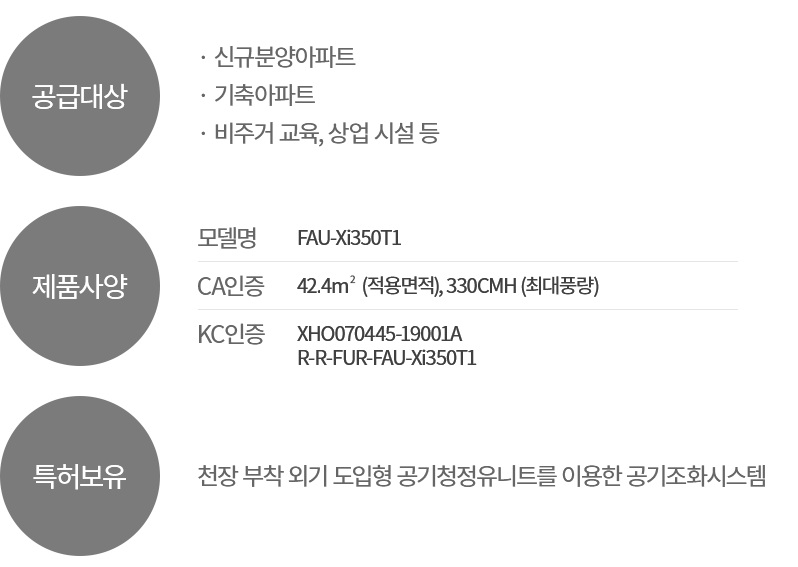 공급대상
· 신규분양아파트
· 기축아파트
· 비주거 교육, 상업 시설 등
제품사양
모델명 FAU-Xi350T1
CA인증 42.4m² (적용면적), 330CMH (최대풍량)
KC인증 XHO070445-19001A
R-R-FUR-FAU-Xi350T1
특허보유
천장 부착 외기 도입형 공기청정유니트를 이용한 공기조화시스템